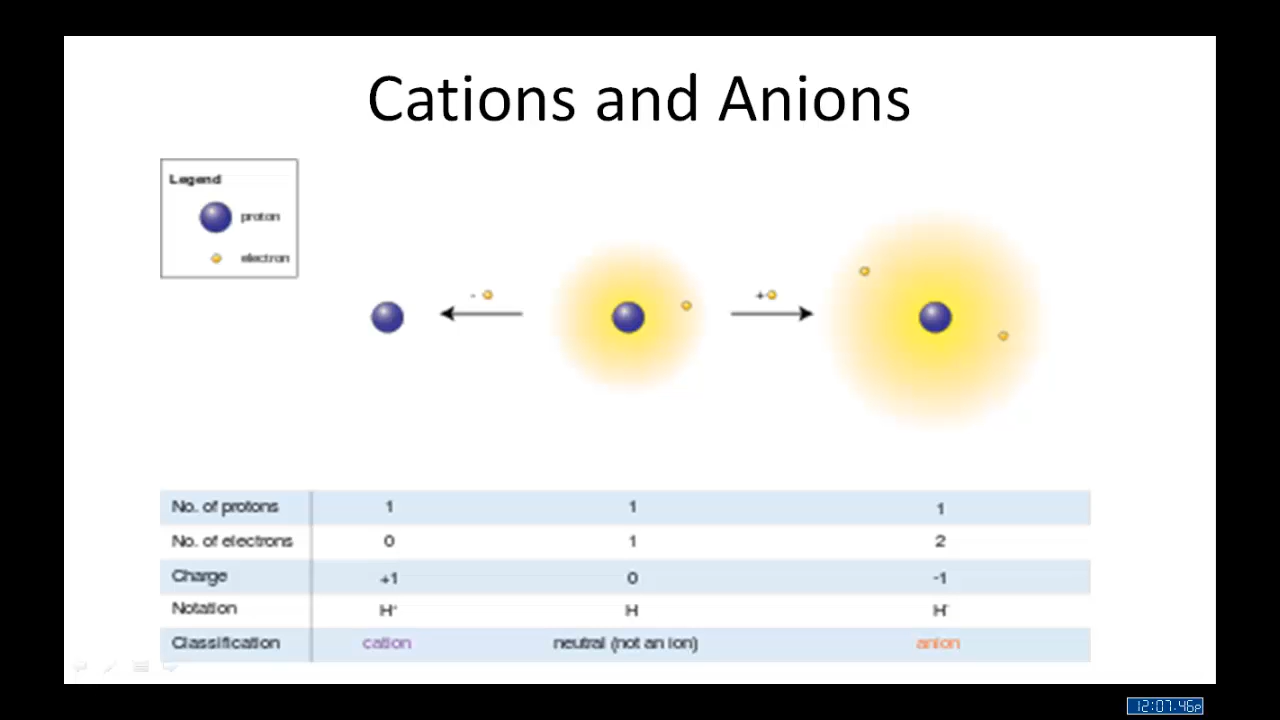 Cations and Anions
Legend
proton
electron
-
+
No. of protons 1 1 1
No. of electrons 0 1 2
Charge +1 0 -1
Notation H⁺ H H⁻
Classification cation neutral (not an ion) anion
12:07:46p